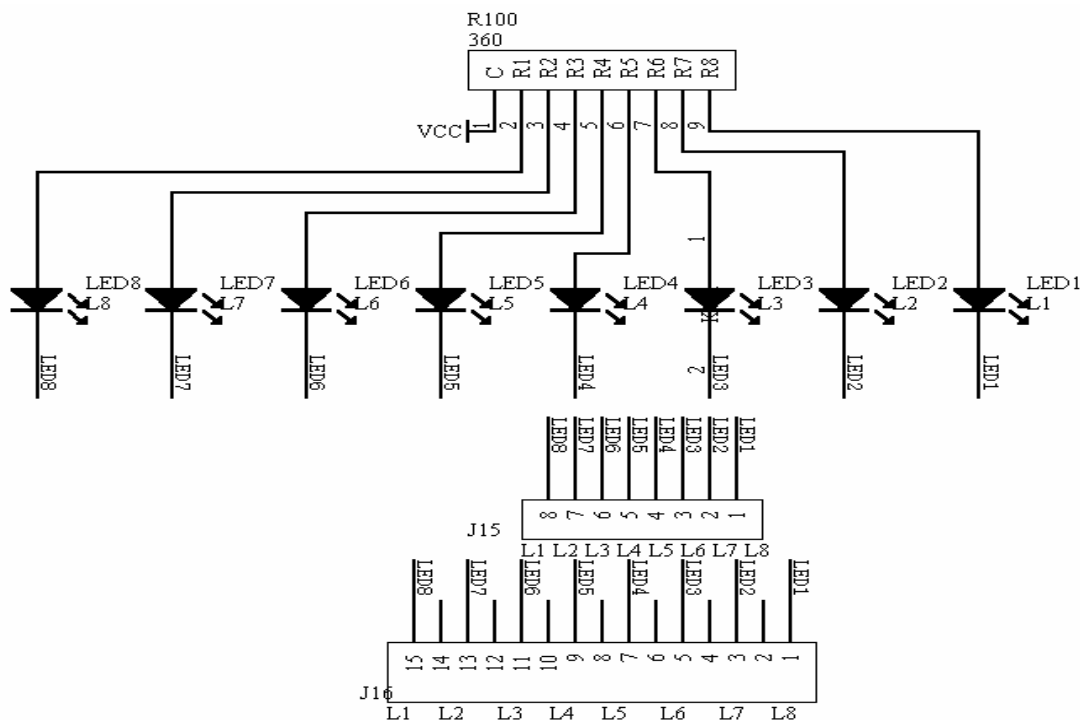 R100
360
C R1 R2 R3 R4 R5 R6 R7 R8
VCC 1 2 3 4 5 6 7 8 9
1
LED8 LED7 LED6 LED5 LED4 LED3 LED2 LED1
L8 L7 L6 L5 L4 L3 L2 L1
K
LED8 LED7 LED6 LED5 LED4 2 LED3 LED2 LED1
LED8 LED7 LED6 LED5 LED4 LED3 LED2 LED1
8 7 6 5 4 3 2 1
J15
L1 L2 L3 L4 L5 L6 L7 L8
LED8 LED7 LED6 LED5 LED4 LED3 LED2 LED1
15 14 13 12 11 10 9 8 7 6 5 4 3 2 1
J16
L1 L2 L3 L4 L5 L6 L7 L8